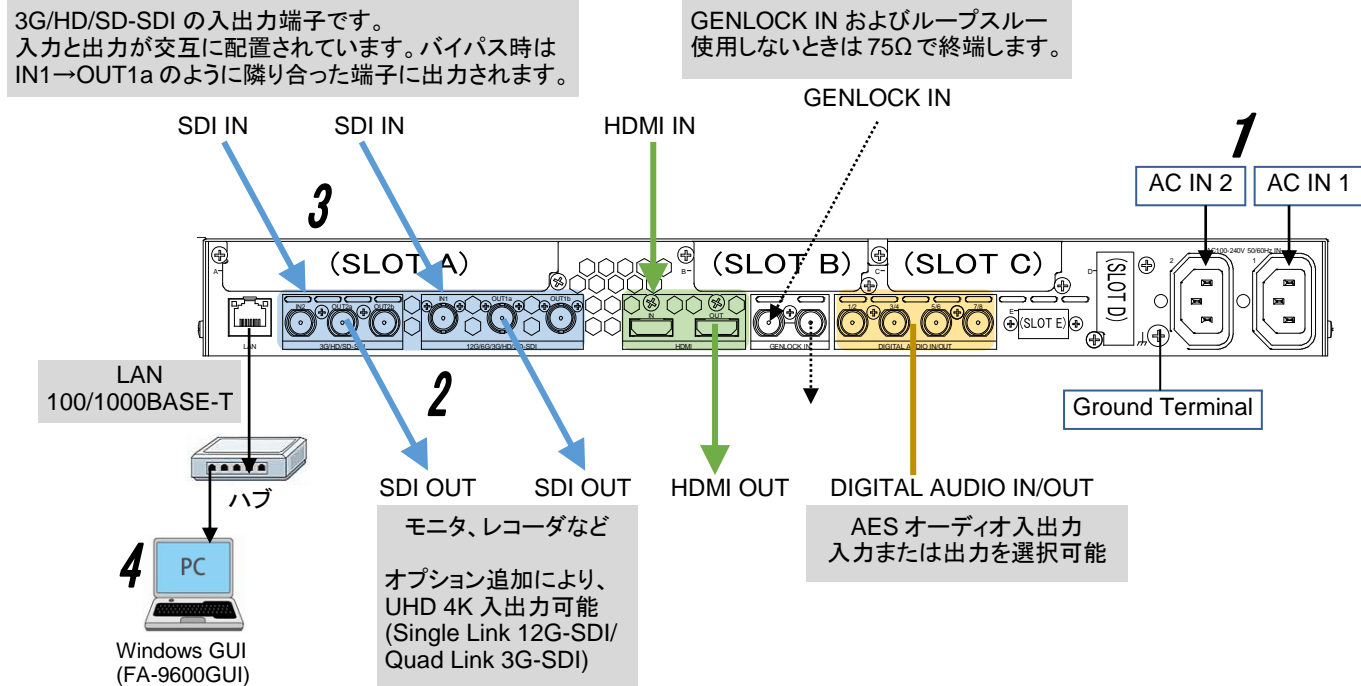 3G/HD/SD-SDI の入出力端子です。
入力と出力が交互に配置されています。バイパス時は
IN1→OUT1a のように隣り合った端子に出力されます。
GENLOCK IN およびループスルー
使用しないときは 75Ω で終端します。
GENLOCK IN
SDI IN
SDI IN
HDMI IN
1
AC IN 2
AC IN 1
3
A
(SLOT A)
B
(SLOT B)
C
(SLOT C)
D
(SLOT D)
AC100-240V 50/60Hz IN
2
1
IN2
OUT2a
OUT2b
IN1
OUT1a
OUT1b
IN
OUT
1/2
3/4
5/6
7/8
E
(SLOT E)
LAN
3G/HD/SD-SDI
12G/6G/3G/HD/SD-SDI
HDMI
GENLOCK IN
DIGITAL AUDIO IN/OUT
LAN
100/1000BASE-T
2
Ground Terminal
ハブ
SDI OUT
SDI OUT
HDMI OUT
DIGITAL AUDIO IN/OUT
モニタ、レコーダなど
オプション追加により、
UHD 4K 入出力可能
(Single Link 12G-SDI/
Quad Link 3G-SDI)
AES オーディオ入出力
入力または出力を選択可能
4
PC
Windows GUI
(FA-9600GUI)